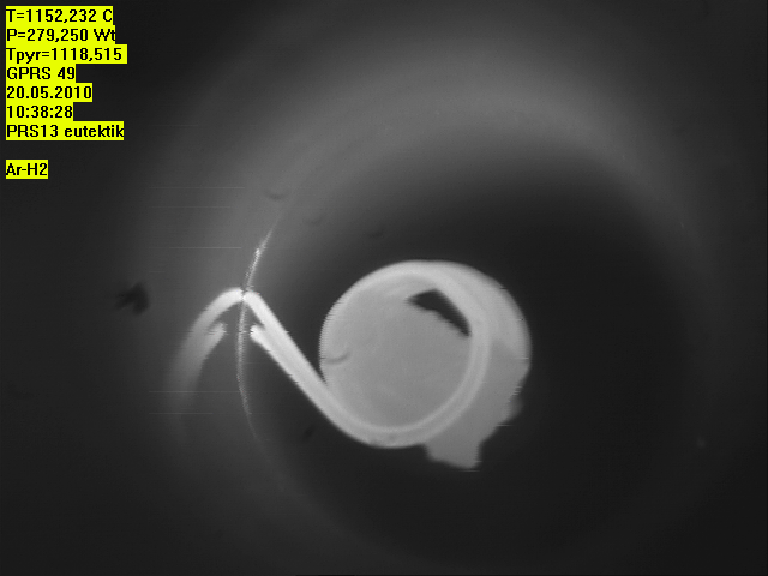 T=1152,232 C
P=279,250 Wt
Tpyr=1118,515
GPRS 49
20.05.2010
10:38:28
PRS13 eutektik
Ar-H2